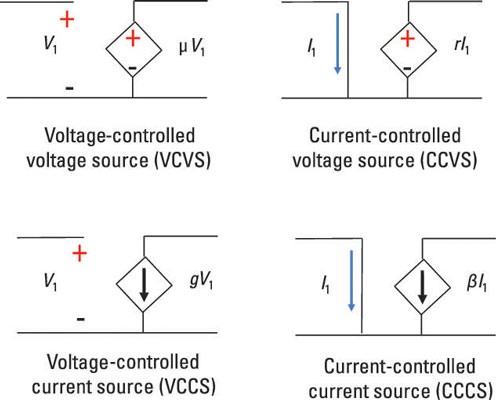 +
V₁
+
-
μV₁
-
Voltage-controlled
voltage source (VCVS)
I₁
+
-
rI₁
Current-controlled
voltage source (CCVS)
+
V₁
-
gV₁
Voltage-controlled
current source (VCCS)
I₁
βI₁
Current-controlled
current source (CCCS)